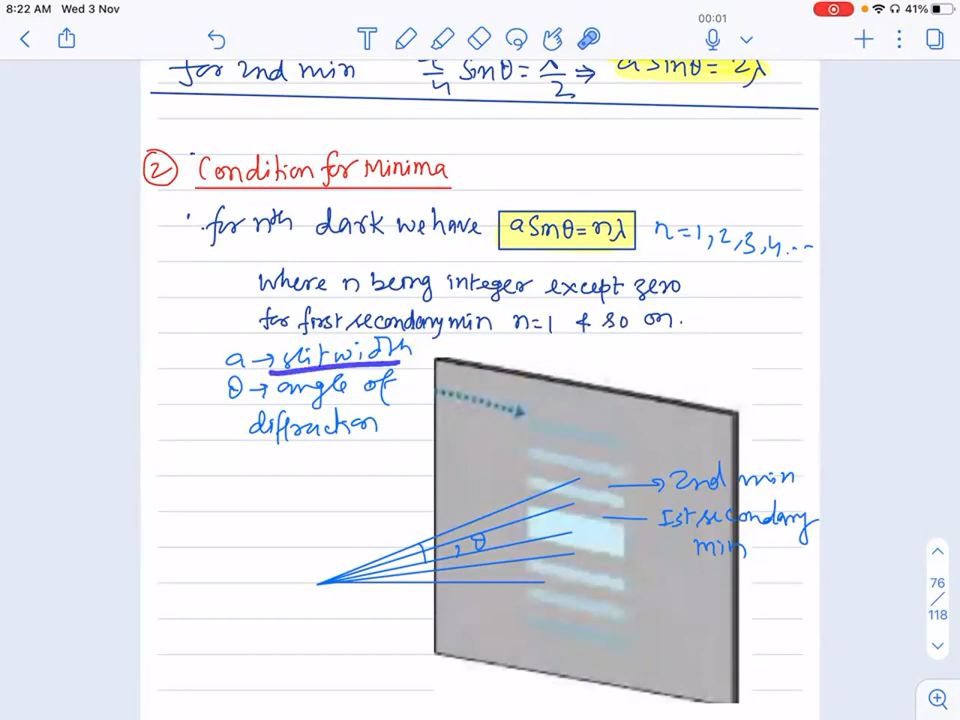 8:22 AM Wed 3 Nov
00:01
41%
for 2nd min Sinθ = λ/2 ⇒ a Sinθ = 2λ
② Condition for Minima
for nth dark we have a Sinθ = nλ n = 1, 2, 3, 4, ...
where n being integer except zero
for first secondary min n=1 & so on.
a → slit width
θ → angle of
diffraction
→ 2nd min
Ist secondary
min
θ
76
/
118